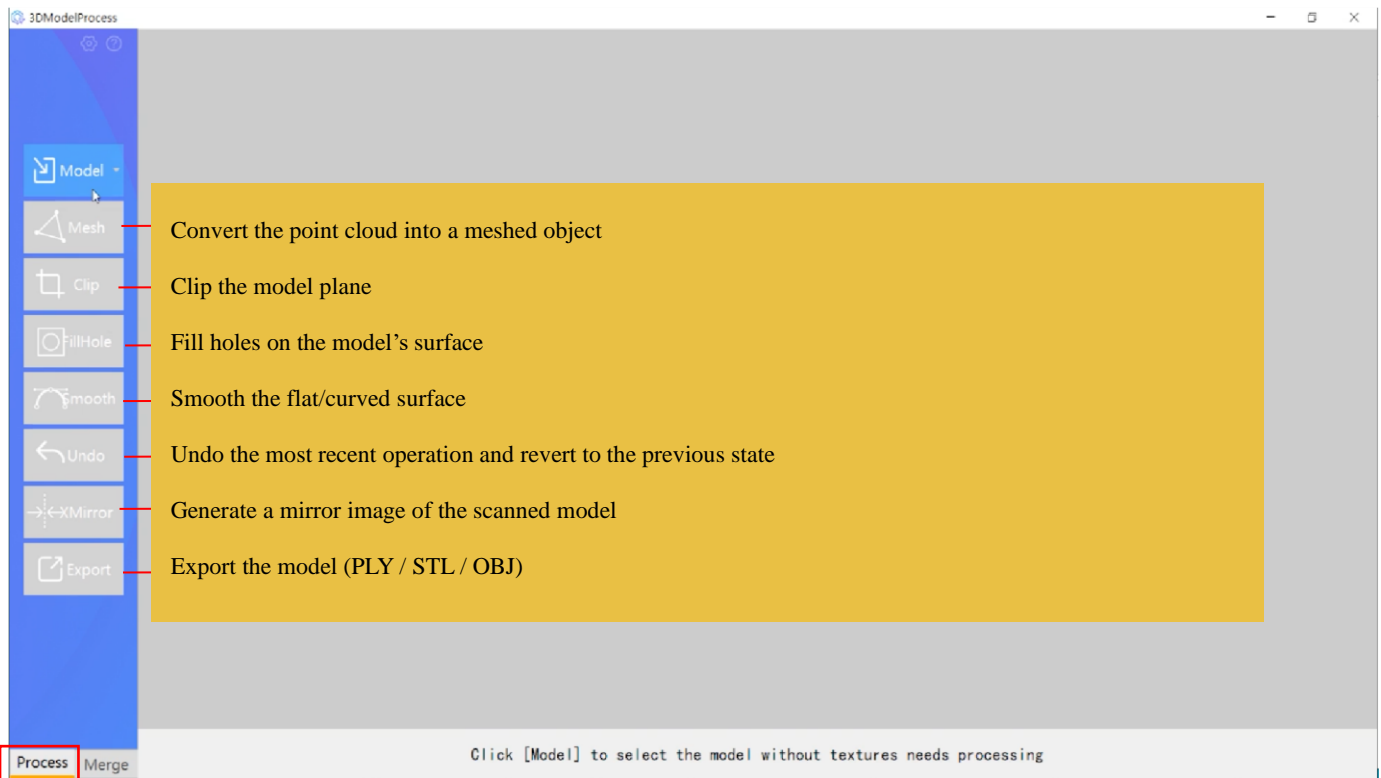 3DModelProcess
Model
Mesh
Convert the point cloud into a meshed object
Clip
Clip the model plane
FillHole
Fill holes on the model’s surface
Smooth
Smooth the flat/curved surface
Undo
Undo the most recent operation and revert to the previous state
XMirror
Generate a mirror image of the scanned model
Export
Export the model (PLY / STL / OBJ)
Click [Model] to select the model without textures needs processing
Process Merge